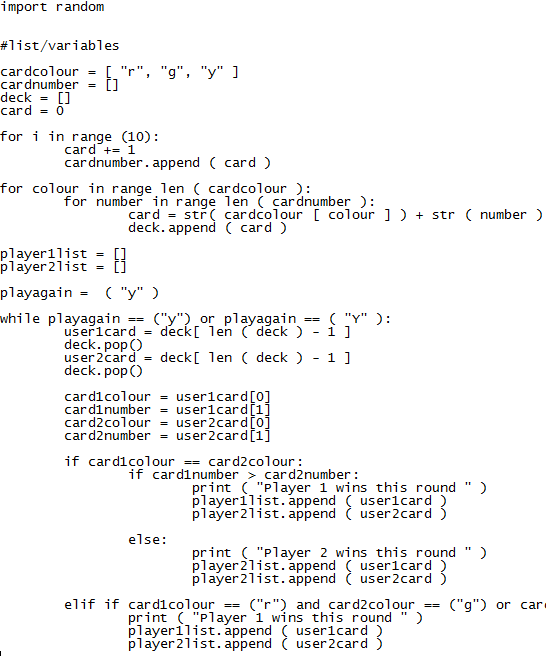 import random
#list/variables
cardcolour = [ "r", "g", "y" ]
cardnumber = []
deck = []
card = 0
for i in range (10):
card += 1
cardnumber.append ( card )
for colour in range len ( cardcolour ):
for number in range len ( cardnumber ):
card = str( cardcolour [ colour ] ) + str ( number )
deck.append ( card )
player1list = []
player2list = []
playagain =  ( "y" )
while playagain == ("y") or playagain == ( "Y" ):
user1card = deck[ len ( deck ) - 1 ]
deck.pop()
user2card = deck[ len ( deck ) - 1 ]
deck.pop()
card1colour = user1card[0]
card1number = user1card[1]
card2colour = user2card[0]
card2number = user2card[1]
if card1colour == card2colour:
if card1number > card2number:
print ( "Player 1 wins this round " )
player1list.append ( user1card )
player2list.append ( user2card )
else:
print ( "Player 2 wins this round " )
player2list.append ( user1card )
player2list.append ( user2card )
elif if card1colour == ("r") and card2colour == ("g") or
print ( "Player 1 wins this round " )
player1list.append ( user1card )
player2list.append ( user2card )